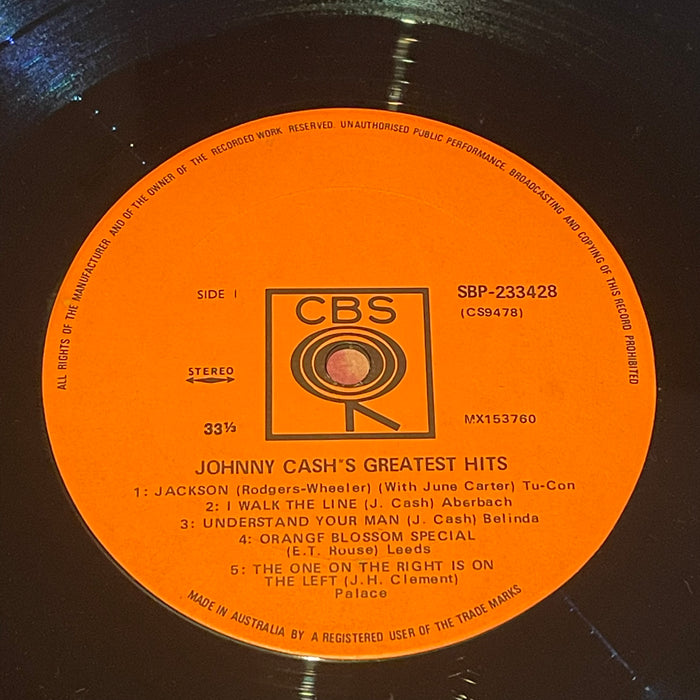 ALL RIGHTS OF THE MANUFACTURER AND OF THE OWNER OF THE RECORDED WORK RESERVED. UNAUTHORISED PUBLIC PERFORMANCE, BROADCASTING AND COPYING OF THIS RECORD PROHIBITED
SIDE 1
CBS
SBP-233428
(CS9478)
STEREO
33⅓
MX153760
JOHNNY CASH"S GREATEST HITS
1: JACKSON (Rodgers-Wheeler) (With June Carter) Tu-Con
2: I WALK THE LINE (J. Cash) Aberbach
3: UNDERSTAND YOUR MAN (J. Cash) Belinda
4: ORANGE BLOSSOM SPECIAL
(E.T. Rouse) Leeds
5: THE ONE ON THE RIGHT IS ON
THE LEFT (J.H. Clement)
Palace
MADE IN AUSTRALIA BY A REGISTERED USER OF THE TRADE MARKS